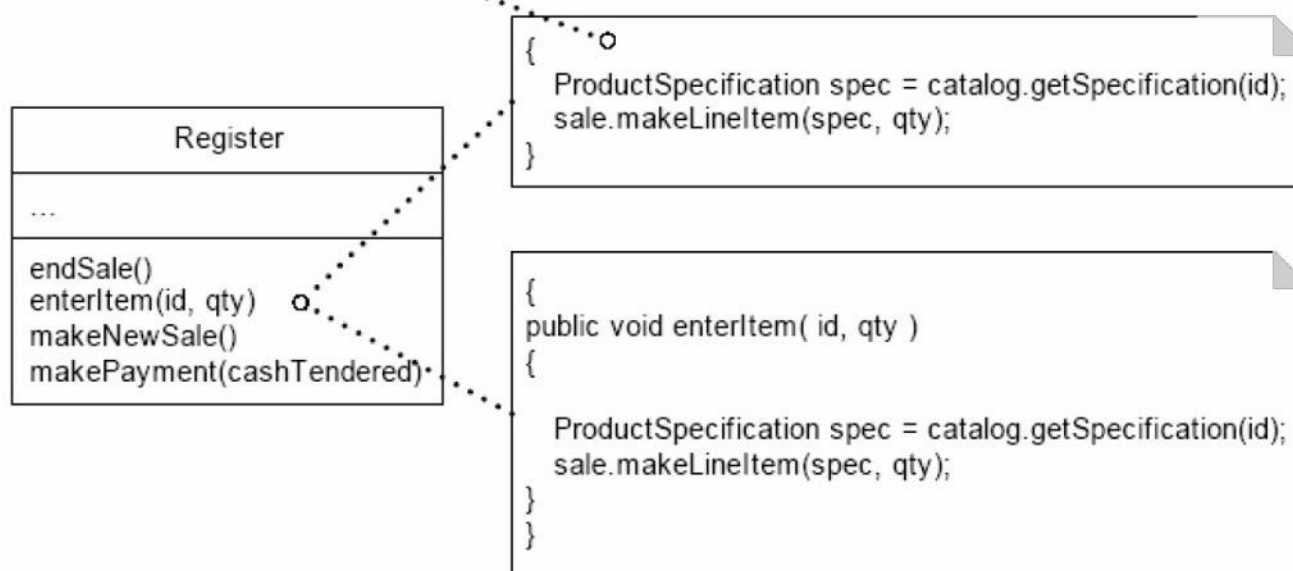 Register
...
endSale()
enterItem(id, qty)
makeNewSale()
makePayment(cashTendered)
{
ProductSpecification spec = catalog.getSpecification(id);
sale.makeLineItem(spec, qty);
}
{
public void enterItem( id, qty )
{
ProductSpecification spec = catalog.getSpecification(id);
sale.makeLineItem(spec, qty);
}
}